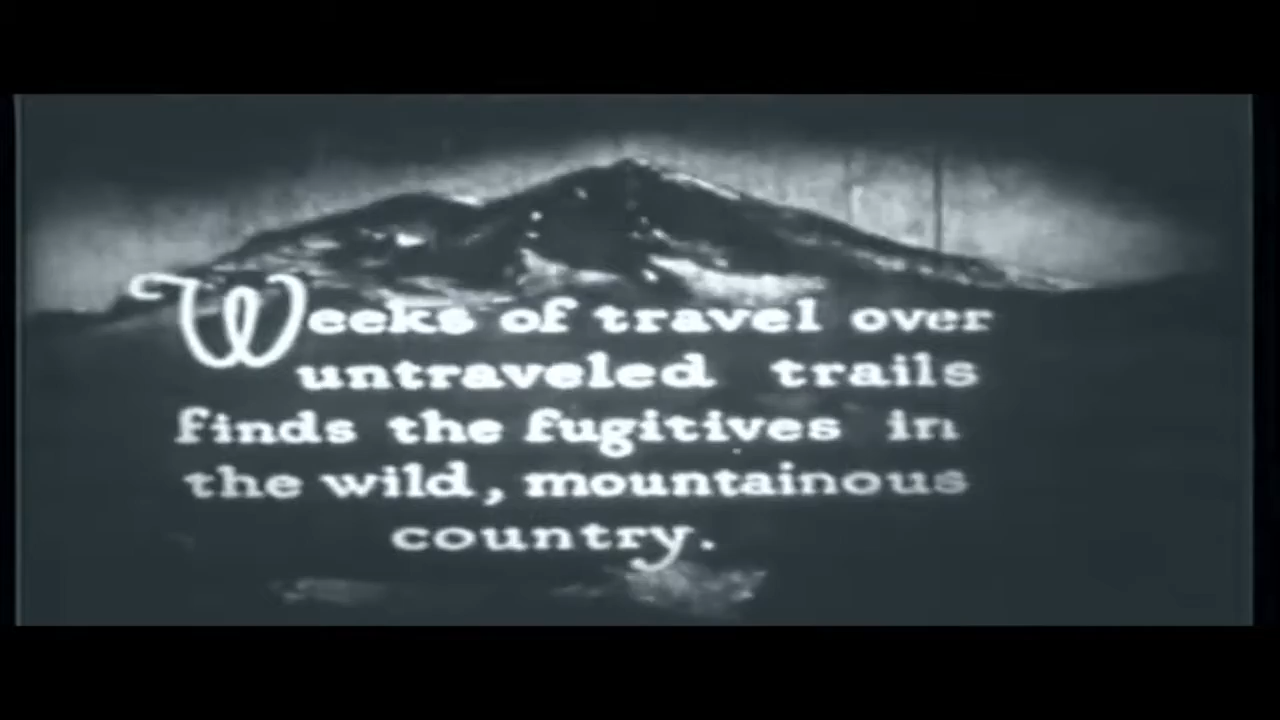 Weeks of travel over
untraveled trails
finds the fugitives in
the wild, mountainous
country.